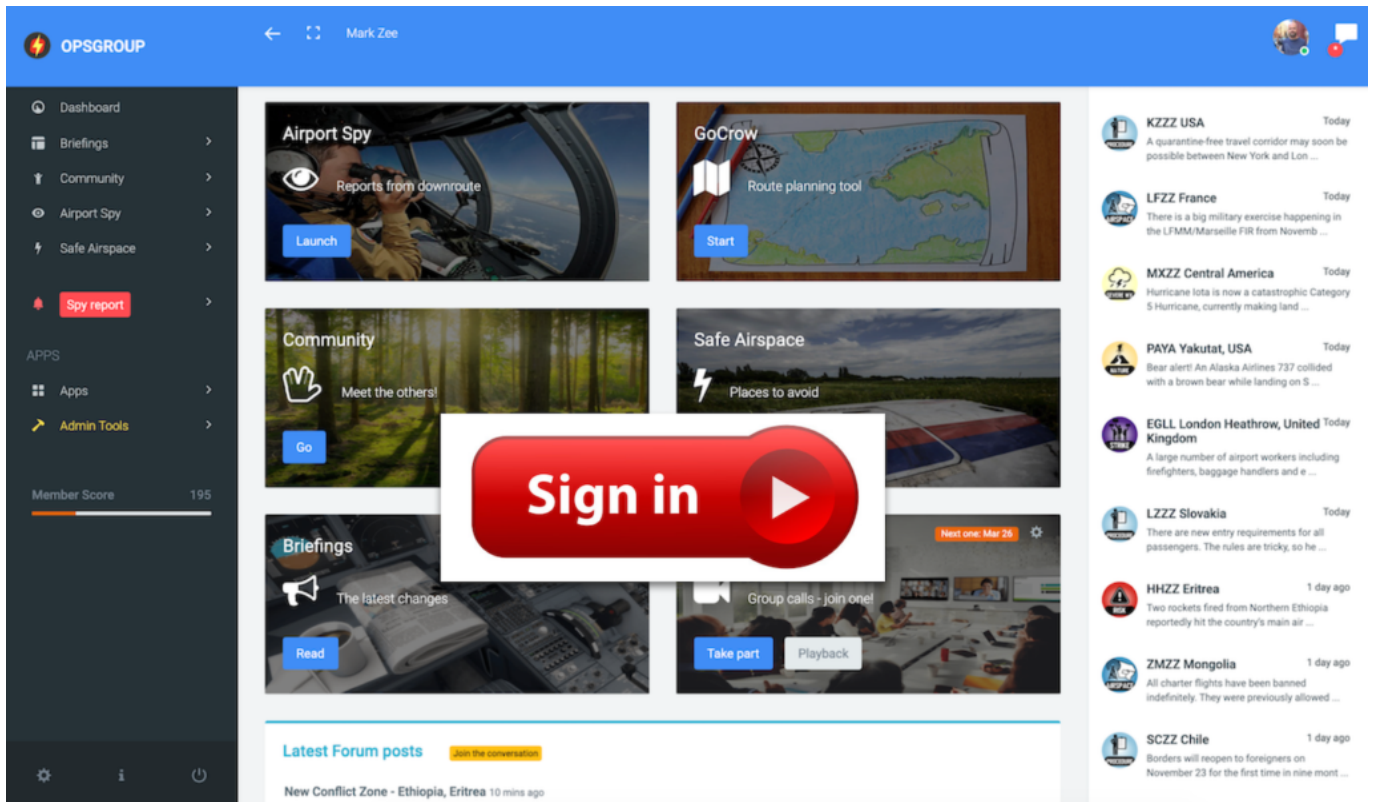 OPSGROUP
Mark Zee
Dashboard
Briefings
Community
Airport Spy
Safe Airspace
Spy report
APPS
Apps
Admin Tools
Member Score 195
Airport Spy
Reports from downroute
Launch
GoCrow
Route planning tool
Start
Community
Meet the others!
Go
Safe Airspace
Places to avoid
Sign in
Briefings
The latest changes
Read
Next one: Mar 26
Group calls - join one!
Take part
Playback
Latest Forum posts
Join the conversation
New Conflict Zone - Ethiopia, Eritrea 10 mins ago
KZZZ USA Today
A quarantine-free travel corridor may soon be
possible between New York and Lon ...
PROCEDURE
LFZZ France Today
There is a big military exercise happening in
the LFMM/Marseille FIR from Novemb ...
AIRSPACE
MXZZ Central America Today
Hurricane Iota is now a catastrophic Category
5 Hurricane, currently making land ...
SEVERE WX
PAYA Yakutat, USA Today
Bear alert! An Alaska Airlines 737 collided
with a brown bear while landing on S ...
NATURE
EGLL London Heathrow, United Today
Kingdom
A large number of airport workers including
firefighters, baggage handlers and e ...
STRIKE
LZZZ Slovakia Today
There are new entry requirements for all
passengers. The rules are tricky, so he ...
PROCEDURE
HHZZ Eritrea 1 day ago
Two rockets fired from Northern Ethiopia
reportedly hit the country's main air ...
RISK
ZMZZ Mongolia 1 day ago
All charter flights have been banned
indefinitely. They were previously allowed ...
AIRSPACE
SCZZ Chile 1 day ago
Borders will reopen to foreigners on
November 23 for the first time in nine mont ...
PROCEDURE